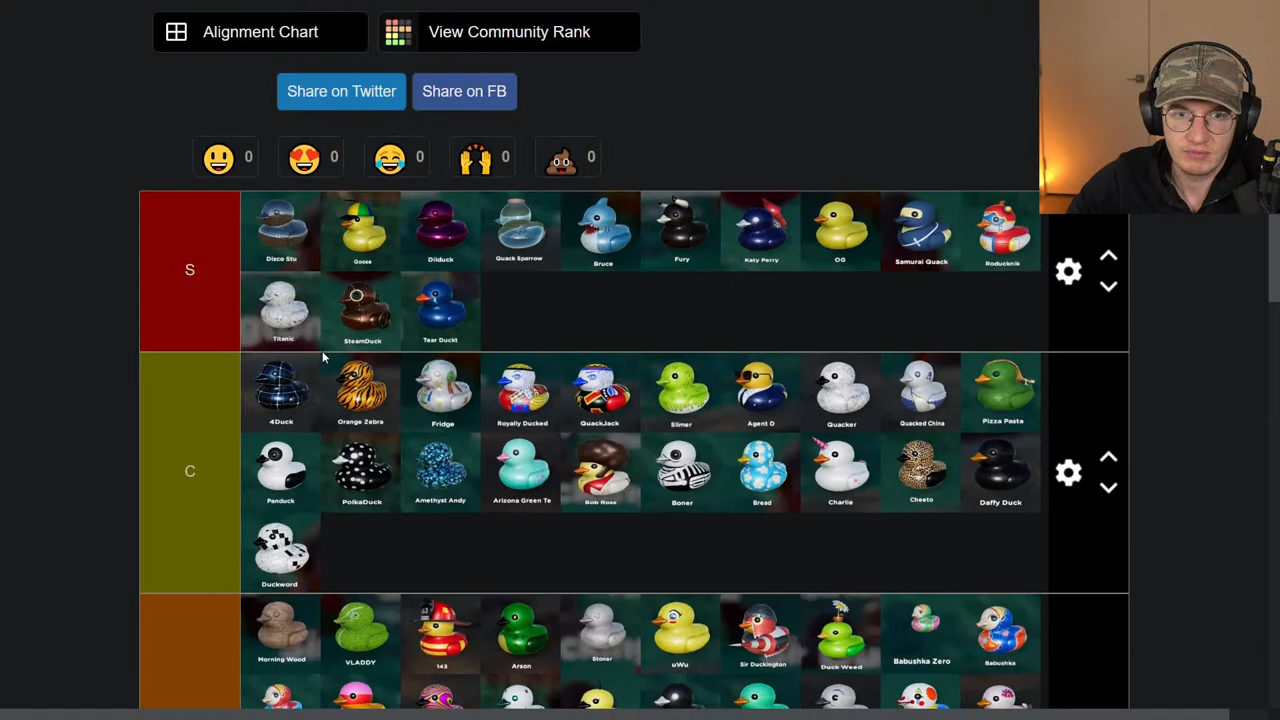 Alignment Chart
View Community Rank
Share on Twitter
Share on FB
0
0
0
0
0
S
Disco Stu
Goose
Dilduck
Quack Sparrow
Bruce
Fury
Katy Perry
OG
Samurai Quack
Roducknik
Titanic
SteamDuck
Tear Duckt
C
4Duck
Orange Zebra
Fridge
Royally Ducked
QuackJack
Slimer
Agent D
Quacker
Quacked China
Pizza Pasta
Panduck
PolkaDuck
Amethyst Andy
Arizona Green Te
Bob Ross
Boner
Bread
Charlie
Cheeto
Daffy Duck
Duckword
Morning Wood
VLADDY
143
Arson
Stoner
uWu
Sir Duckington
Duck Weed
Babushka Zero
Babushka